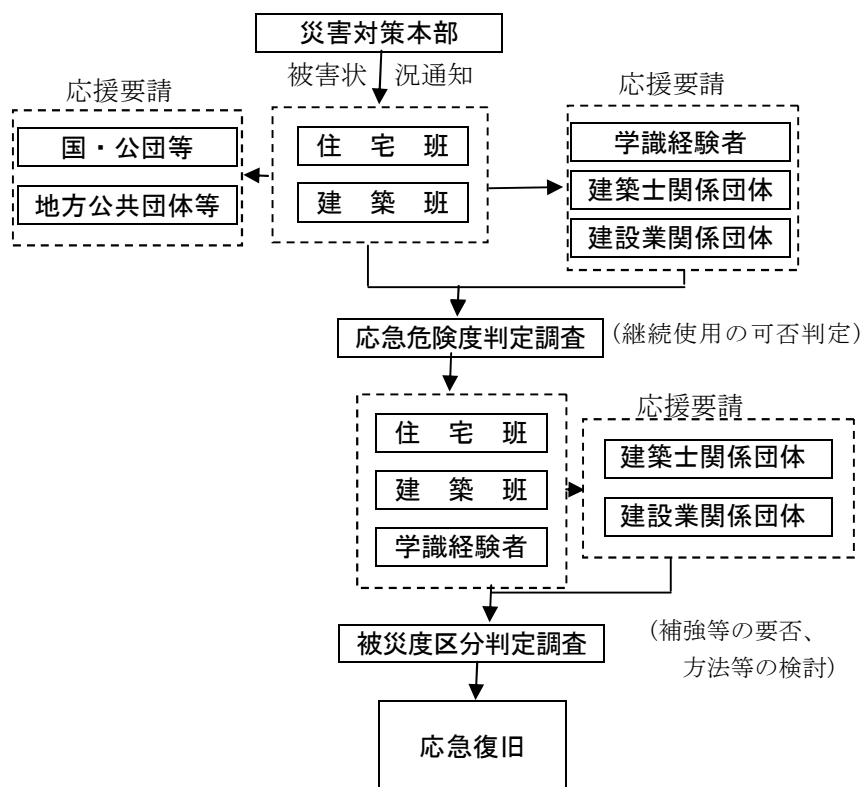 災害対策本部
被害状 況通知
応援要請
国・公団等
地方公共団体等
住 宅 班
建 築 班
応援要請
学識経験者
建築士関係団体
建設業関係団体
応急危険度判定調査
(継続使用の可否判定)
住 宅 班
建 築 班
学識経験者
応援要請
建築士関係団体
建設業関係団体
被災度区分判定調査
(補強等の要否、
方法等の検討)
応急復旧